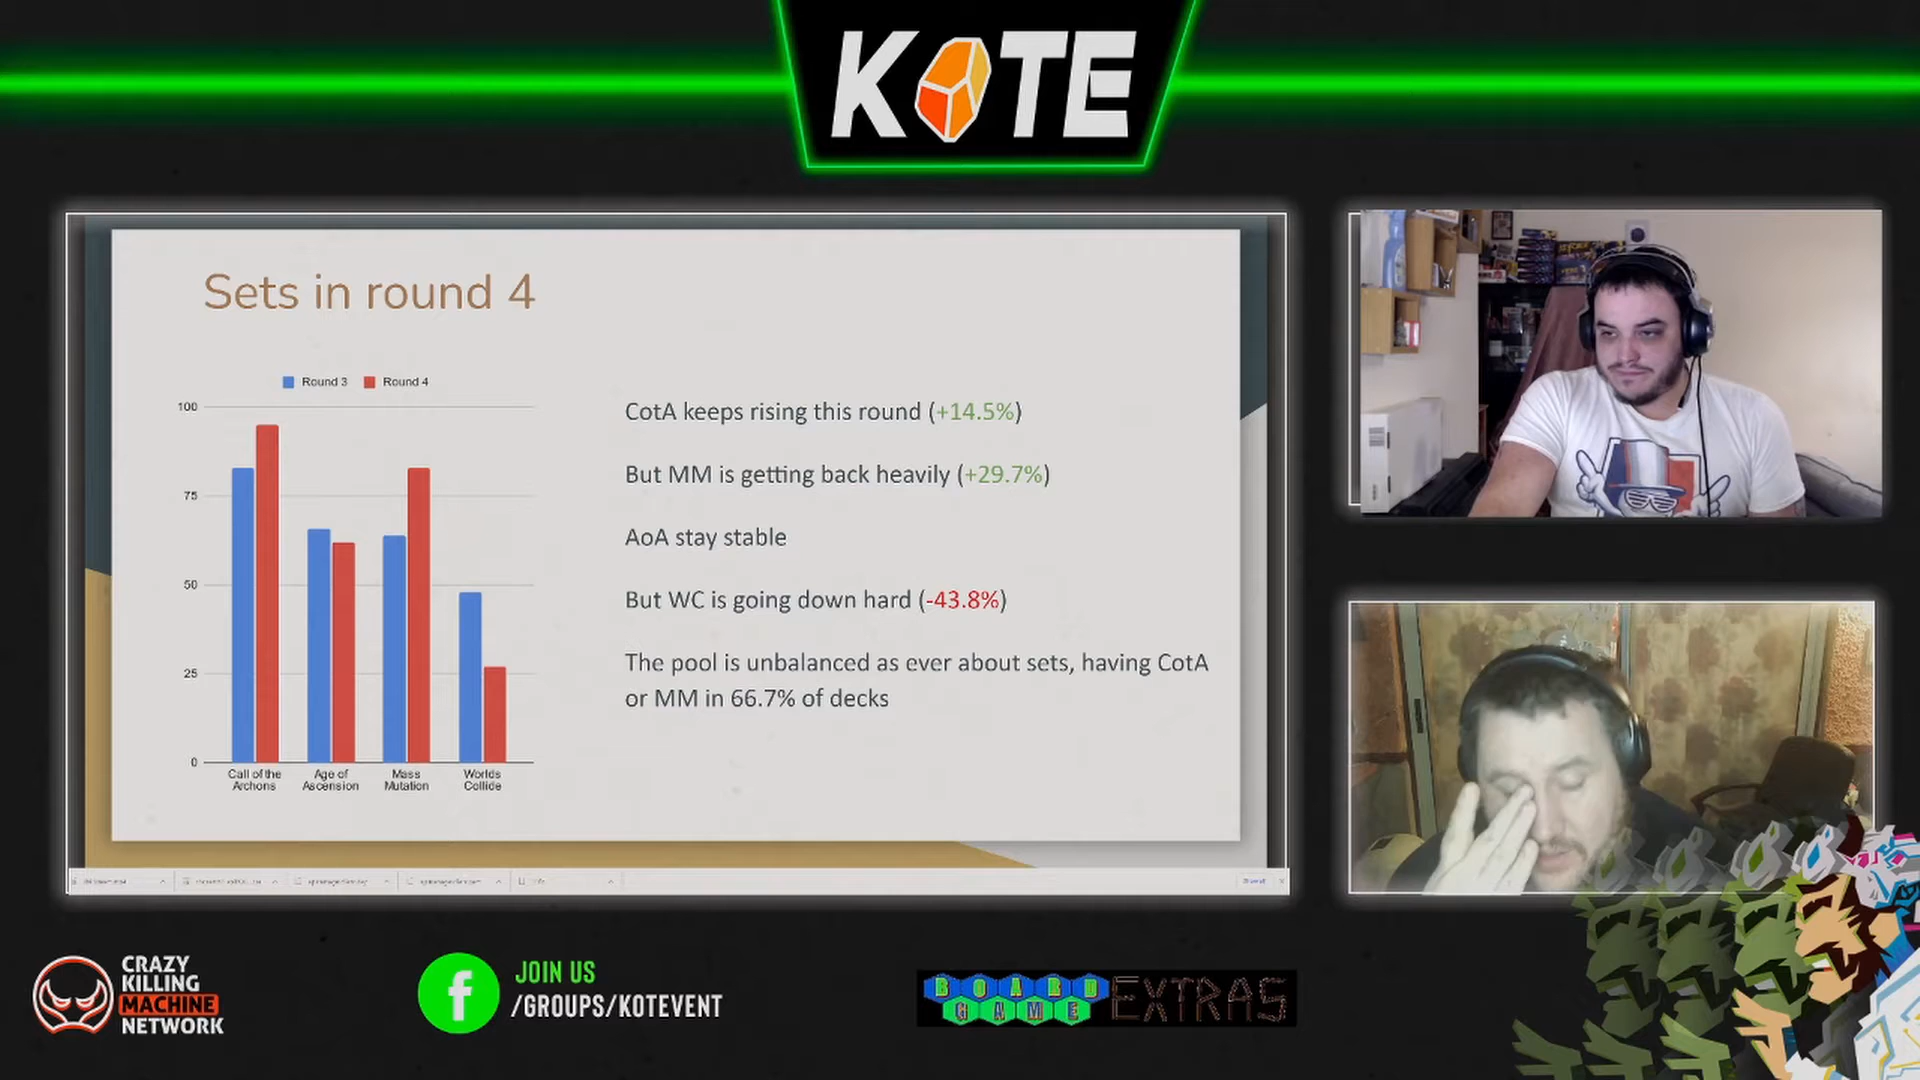 KOTE
Sets in round 4
Round 3
Round 4
100
75
50
25
0
Call of the
Archons
Age of
Ascension
Mass
Mutation
Worlds
Collide
CotA keeps rising this round (+14.5%)
But MM is getting back heavily (+29.7%)
AoA stay stable
But WC is going down hard (-43.8%)
The pool is unbalanced as ever about sets, having CotA
or MM in 66.7% of decks
CRAZY
KILLING
MACHINE
NETWORK
JOIN US
/GROUPS/KOTEVENT
BOARD
GAME
EXTRAS